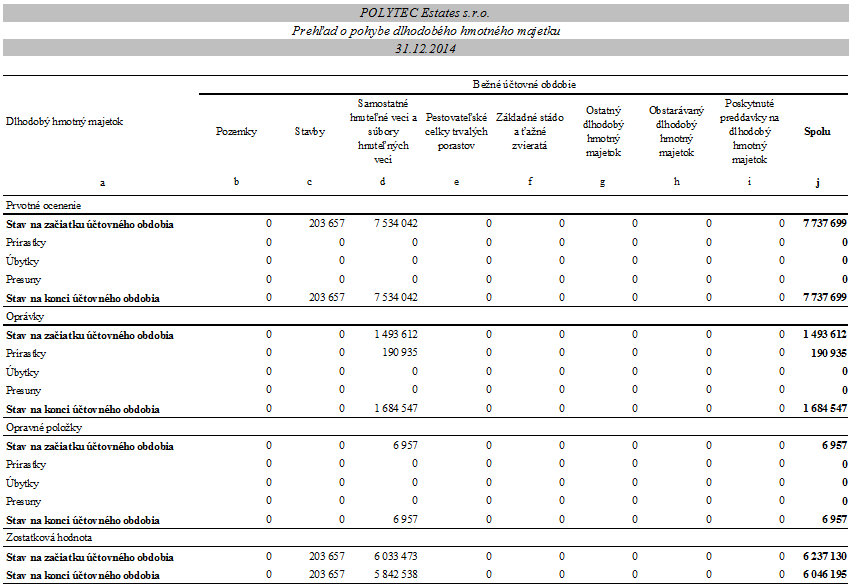 POLYTEC Estates s.r.o.
Prehľad o pohybe dlhodobého hmotného majetku
31.12.2014
Dlhodobý hmotný majetok
Bežné účtovné obdobie
Pozemky
Stavby
Samostatné
hnuteľné veci a
súbory
hnuteľných
vecí
Pestovateľské
celky trvalých
porastov
Základné stádo
a ťažné
zvieratá
Ostatný
dlhodobý
hmotný
majetok
Obstarávaný
dlhodobý
hmotný
majetok
Poskytnuté
preddavky na
dlhodobý
hmotný
majetok
Spolu
a b c d e f g h i j
Prvotné ocenenie
Stav na začiatku účtovného obdobia 0 203 657 7 534 042 0 0 0 0 0 7 737 699
Prírastky 0 0 0 0 0 0 0 0 0
Úbytky 0 0 0 0 0 0 0 0 0
Presuny 0 0 0 0 0 0 0 0 0
Stav na konci účtovného obdobia 0 203 657 7 534 042 0 0 0 0 0 7 737 699
Oprávky
Stav na začiatku účtovného obdobia 0 0 1 493 612 0 0 0 0 0 1 493 612
Prírastky 0 0 190 935 0 0 0 0 0 190 935
Úbytky 0 0 0 0 0 0 0 0 0
Presuny 0 0 0 0 0 0 0 0 0
Stav na konci účtovného obdobia 0 0 1 684 547 0 0 0 0 0 1 684 547
Opravné položky
Stav na začiatku účtovného obdobia 0 0 6 957 0 0 0 0 0 6 957
Prírastky 0 0 0 0 0 0 0 0 0
Úbytky 0 0 0 0 0 0 0 0 0
Presuny 0 0 0 0 0 0 0 0 0
Stav na konci účtovného obdobia 0 0 6 957 0 0 0 0 0 6 957
Zostatková hodnota
Stav na začiatku účtovného obdobia 0 203 657 6 033 473 0 0 0 0 0 6 237 130
Stav na konci účtovného obdobia 0 203 657 5 842 538 0 0 0 0 0 6 046 195